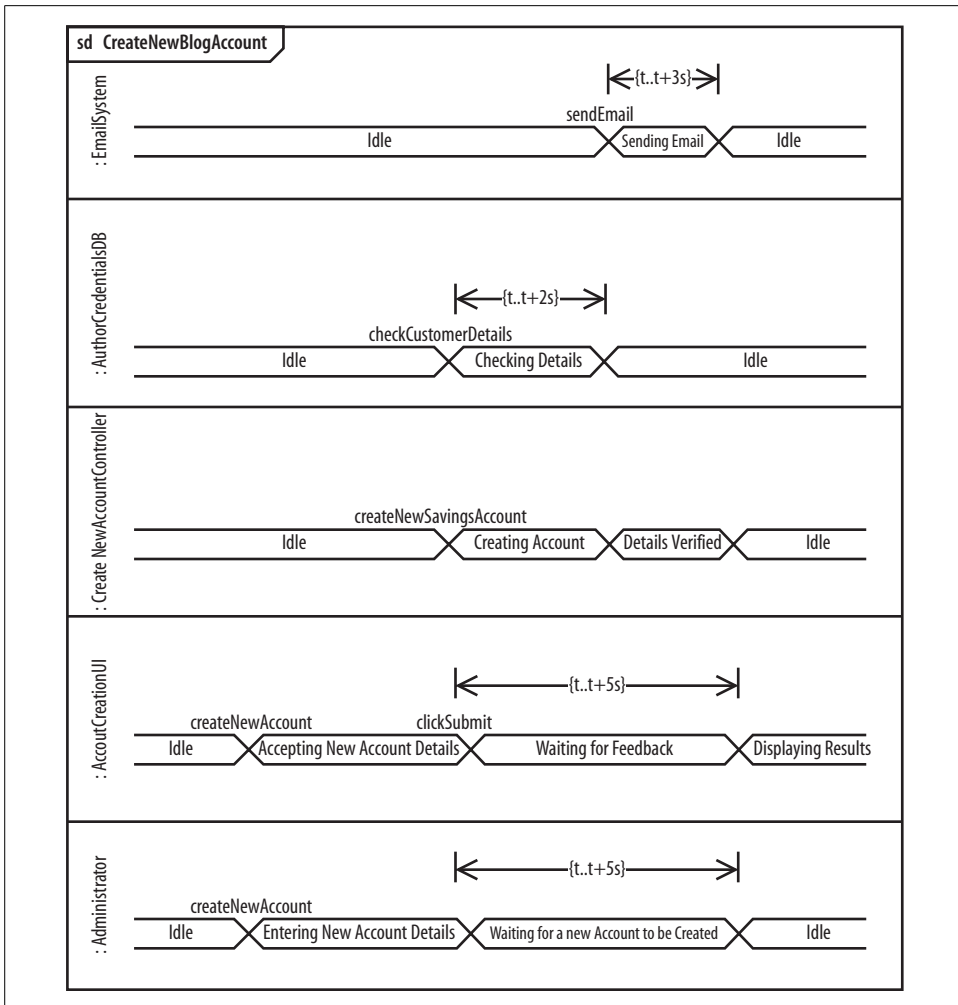 sd CreateNewBlogAccount
: EmailSystem
{t..t+3s}
sendEmail
Idle
Sending Email
Idle
: AuthorCredentialsDB
{t..t+2s}
checkCustomerDetails
Idle
Checking Details
Idle
: Create NewAccountController
createNewSavingsAccount
Idle
Creating Account
Details Verified
Idle
: AccoutCreationUI
{t..t+5s}
createNewAccount
clickSubmit
Idle
Accepting New Account Details
Waiting for Feedback
Displaying Results
: Administrator
{t..t+5s}
createNewAccount
Idle
Entering New Account Details
Waiting for a new Account to be Created
Idle